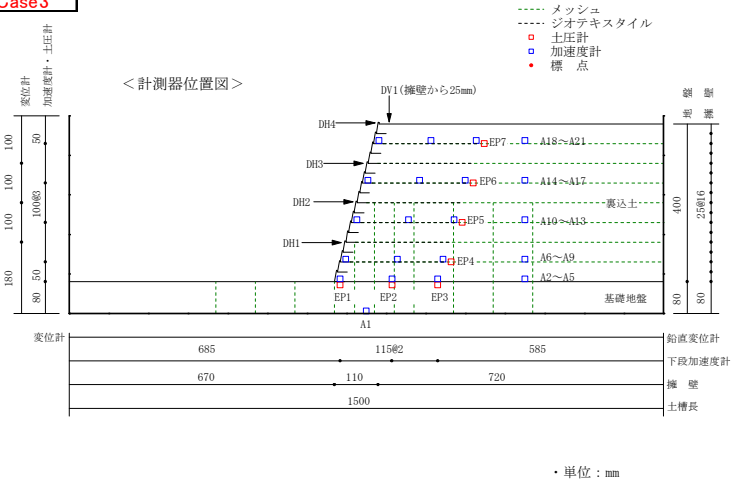 Case3
メッシュ
ジオテキスタイル
土圧計
加速度計
標 点
＜計測器位置図＞
DV1(擁壁から25mm)
変位計
加速度計・土圧計
地 盤
擁 壁
DH4
DH3
DH2
DH1
EP7
EP6
EP5
EP4
EP1
EP2
EP3
A18～A21
A14～A17
裏込土
A10～A13
A6～A9
A2～A5
基礎地盤
A1
100
100
100
180
50
100@3
50
80
400
80
25@16
80
変位計
鉛直変位計
685
115@2
585
下段加速度計
670
110
720
擁 壁
1500
土槽長
・単位：mm